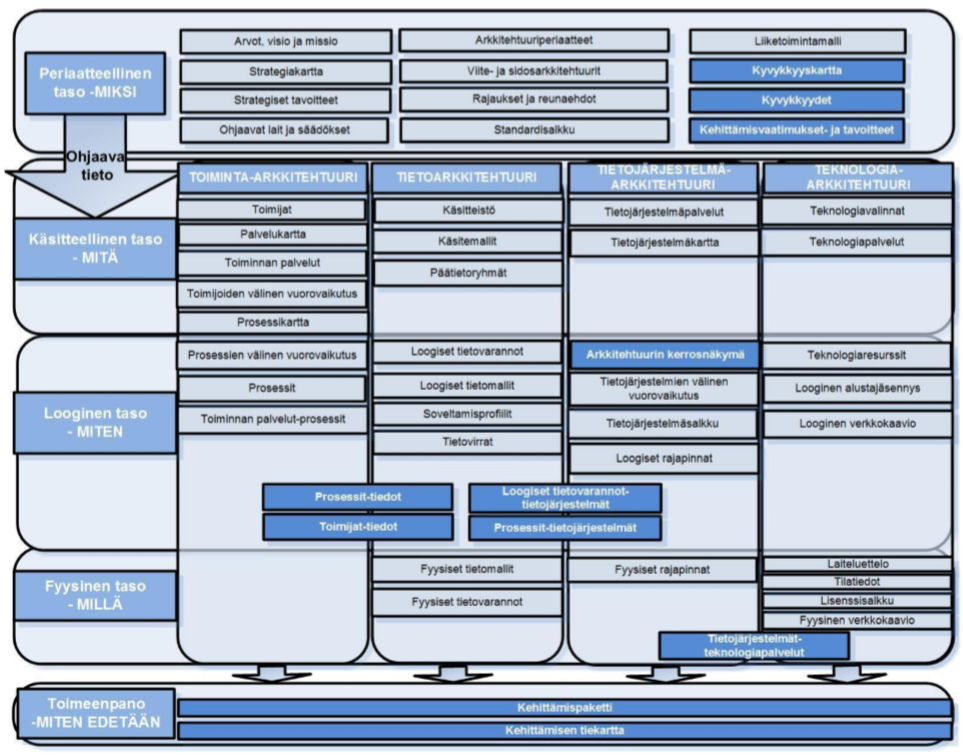 Periaatteellinen
taso -MIKSI
Arvot, visio ja missio
Strategiakartta
Strategiset tavoitteet
Ohjaavat lait ja säädökset
Arkkitehtuuriperiaatteet
Viite- ja sidosarkkitehtuurit
Rajaukset ja reunaehdot
Standardisalkku
Liiketoimintamalli
Kyvykkyyskartta
Kyvykkyydet
Kehittämisvaatimukset- ja tavoitteet
Ohjaava
tieto
TOIMINTA-ARKKITEHTUURI
TIETOARKKITEHTUURI
TIETOJÄRJESTELMÄ-
ARKKITEHTUURI
TEKNOLOGIA-
ARKKITEHTUURI
Käsitteellinen taso
- MITÄ
Toimijat
Palvelukartta
Toiminnan palvelut
Toimijoiden välinen vuorovaikutus
Prosessikartta
Käsitteistö
Käsitemallit
Päätietoryhmät
Tietojärjestelmäpalvelut
Tietojärjestelmäkartta
Teknologiavalinnat
Teknologiapalvelut
Looginen taso
- MITEN
Prosessien välinen vuorovaikutus
Prosessit
Toiminnan palvelut-prosessit
Loogiset tietovarannot
Loogiset tietomallit
Soveltamisprofiilit
Tietovirrat
Arkkitehtuurin kerrosnäkymä
Tietojärjestelmien välinen
vuorovaikutus
Tietojärjestelmäsalkku
Loogiset rajapinnat
Teknologiaresurssit
Looginen alustajäsennys
Looginen verkkokaavio
Prosessit-tiedot
Toimijat-tiedot
Loogiset tietovarannot-
tietojärjestelmät
Prosessit-tietojärjestelmät
Fyysinen taso
- MILLÄ
Fyysiset tietomallit
Fyysiset tietovarannot
Fyysiset rajapinnat
Laiteluettelo
Tilatiedot
Lisenssisalkku
Fyysinen verkkokaavio
Tietojärjestelmät-
teknologiapalvelut
Toimeenpano
-MITEN EDETÄÄN
Kehittämispaketti
Kehittämisen tiekartta